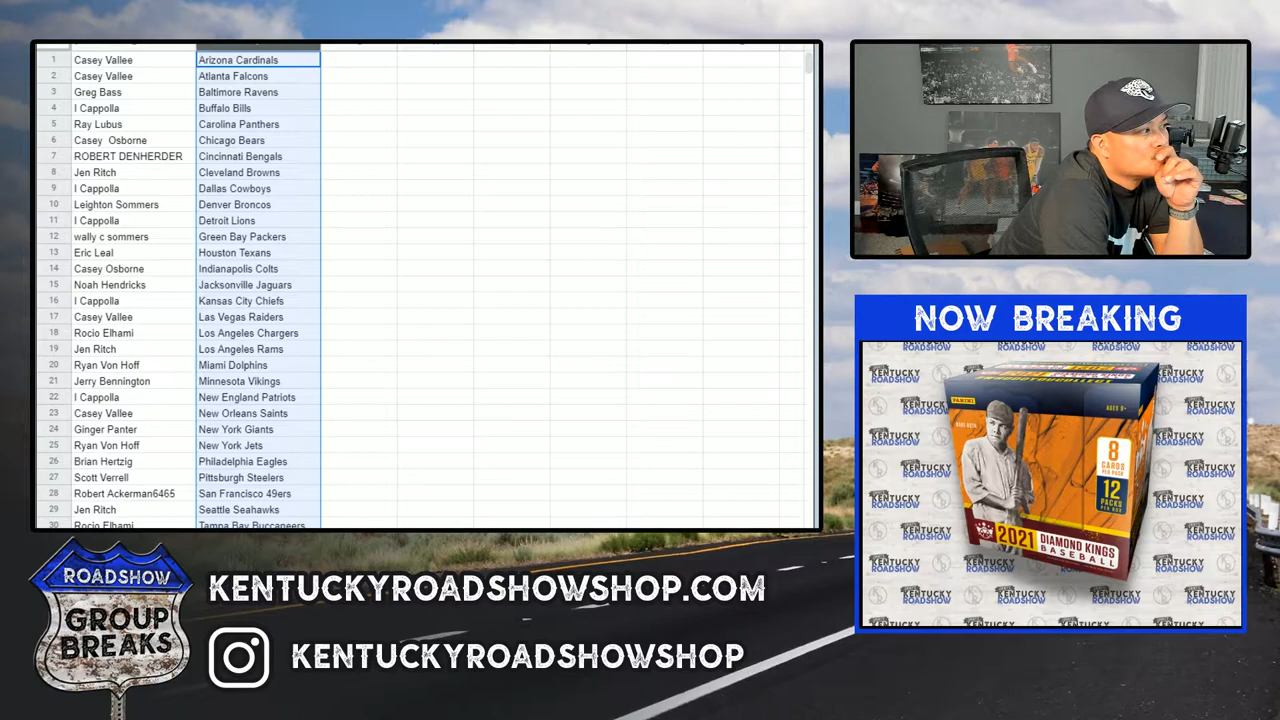 1 Casey Vallee Arizona Cardinals
2 Casey Vallee Atlanta Falcons
3 Greg Bass Baltimore Ravens
4 I Cappolla Buffalo Bills
5 Ray Lubus Carolina Panthers
6 Casey  Osborne Chicago Bears
7 ROBERT DENHERDER Cincinnati Bengals
8 Jen Ritch Cleveland Browns
9 I Cappolla Dallas Cowboys
10 Leighton Sommers Denver Broncos
11 I Cappolla Detroit Lions
12 wally c sommers Green Bay Packers
13 Eric Leal Houston Texans
14 Casey Osborne Indianapolis Colts
15 Noah Hendricks Jacksonville Jaguars
16 I Cappolla Kansas City Chiefs
17 Casey Vallee Las Vegas Raiders
18 Rocio Elhami Los Angeles Chargers
19 Jen Ritch Los Angeles Rams
20 Ryan Von Hoff Miami Dolphins
21 Jerry Bennington Minnesota Vikings
22 I Cappolla New England Patriots
23 Casey Vallee New Orleans Saints
24 Ginger Panter New York Giants
25 Ryan Von Hoff New York Jets
26 Brian Hertzig Philadelphia Eagles
27 Scott Verrell Pittsburgh Steelers
28 Robert Ackerman6465 San Francisco 49ers
29 Jen Ritch Seattle Seahawks
30 Rocio Elhami Tampa Bay Buccaneers
NOW BREAKING
KENTUCKY ROADSHOW
PANINI
AGES 8+
8
CARDS
PER PACK
12
PACKS
PER BOX
2021 DIAMOND KINGS
BASEBALL
ROADSHOW
GROUP
BREAKS
KENTUCKYROADSHOWSHOP.COM
KENTUCKYROADSHOWSHOP